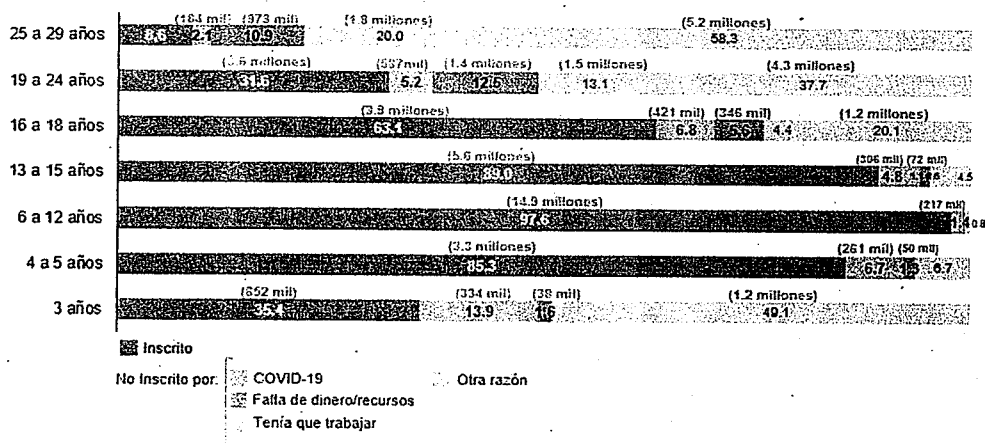 (973 mil) (1.8 millones) (5.2 millones)
25 a 29 años 8.6 2.1 10.9 20.0 58.3
(3.6 millones) (1.4 millones) (1.5 millones) (4.3 millones)
19 a 24 años 5.2 12.5 13.1 37.7
(3.9 millones) (421 mil) (346 mil) (1.2 millones)
16 a 18 años 63.4 6.8 4.4 20.1
(5.6 millones) (306 mil) (72 mil)
13 a 15 años 89.0 4.8 4.5
(14.9 millones) (217 mil)
6 a 12 años 97.6 1.4 0.8
(3.3 millones) (261 mil) (50 mil)
4 a 5 años 85.3 6.7 1.3 6.7
(852 mil) (334 mil) (38 mil) (1.2 millones)
3 años 35.4 13.9 1.6 49.1
Inscrito
No Inscrito por: COVID-19 Otra razón
Falta de dinero/recursos
Tenía que trabajar